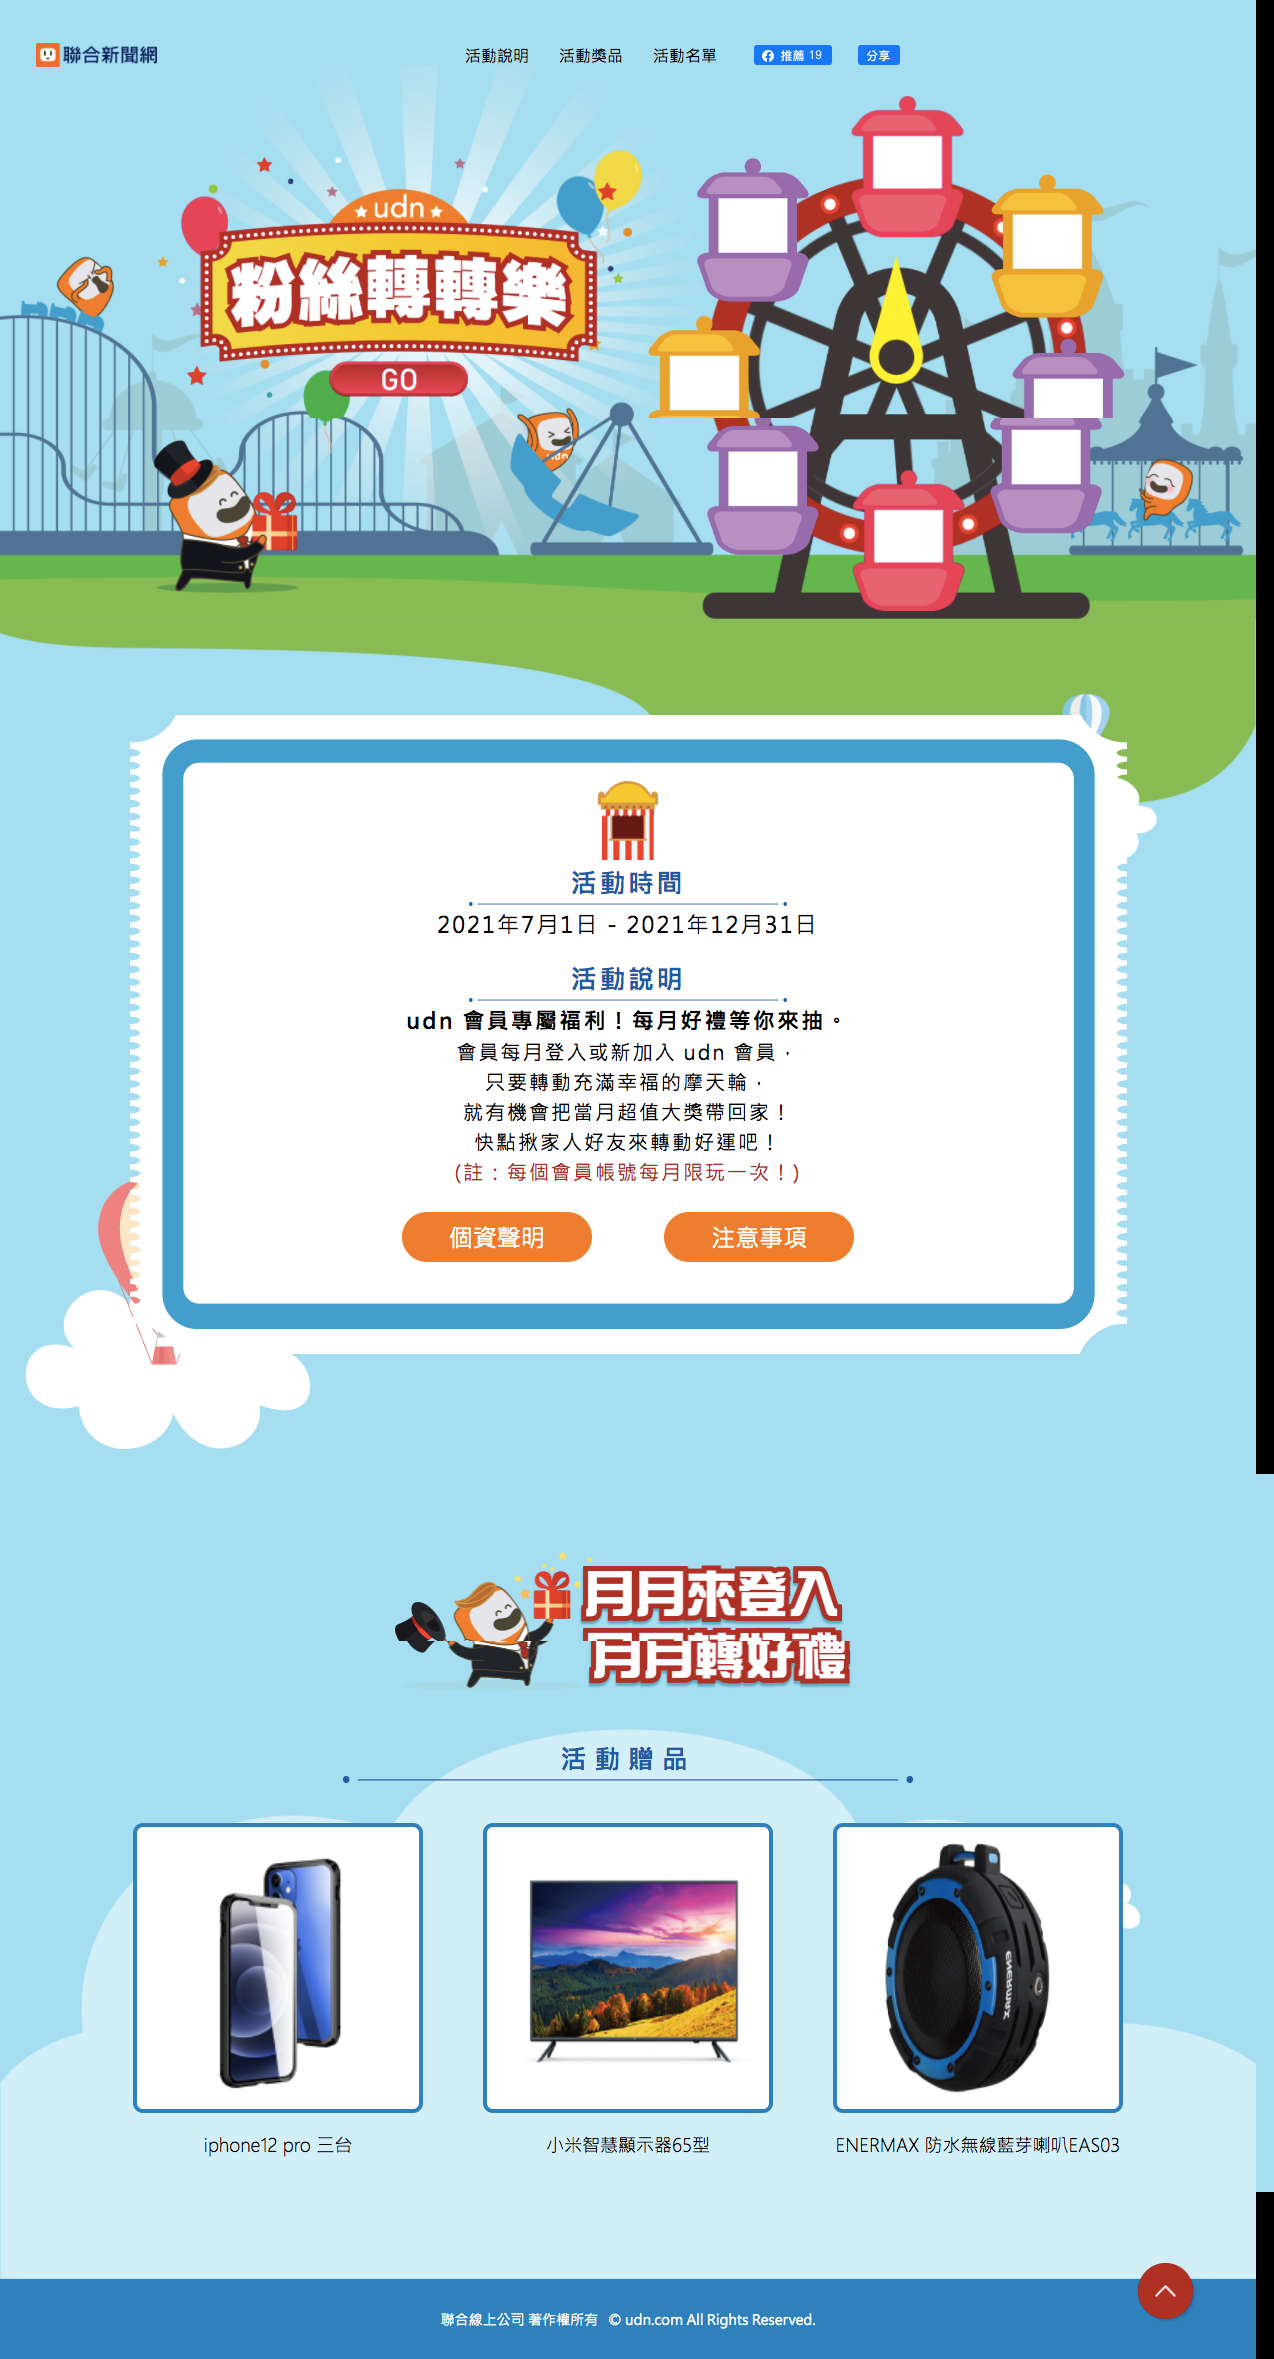 聯合新聞網
活動說明 活動獎品 活動名單 推薦 19 分享
udn
粉絲轉轉樂
GO
udn
活動時間
2021年7月1日 - 2021年12月31日
活動說明
udn 會員專屬福利！每月好禮等你來抽。
會員每月登入或新加入 udn 會員，
只要轉動充滿幸福的摩天輪，
就有機會把當月超值大獎帶回家！
快點揪家人好友來轉動好運吧！
(註：每個會員帳號每月限玩一次！)
個資聲明 注意事項
月月來登入
月月轉好禮
活動贈品
ENERMAX
iphone12 pro 三台
小米智慧顯示器65型
ENERMAX 防水無線藍芽喇叭EAS03
聯合線上公司 著作權所有 © udn.com All Rights Reserved.